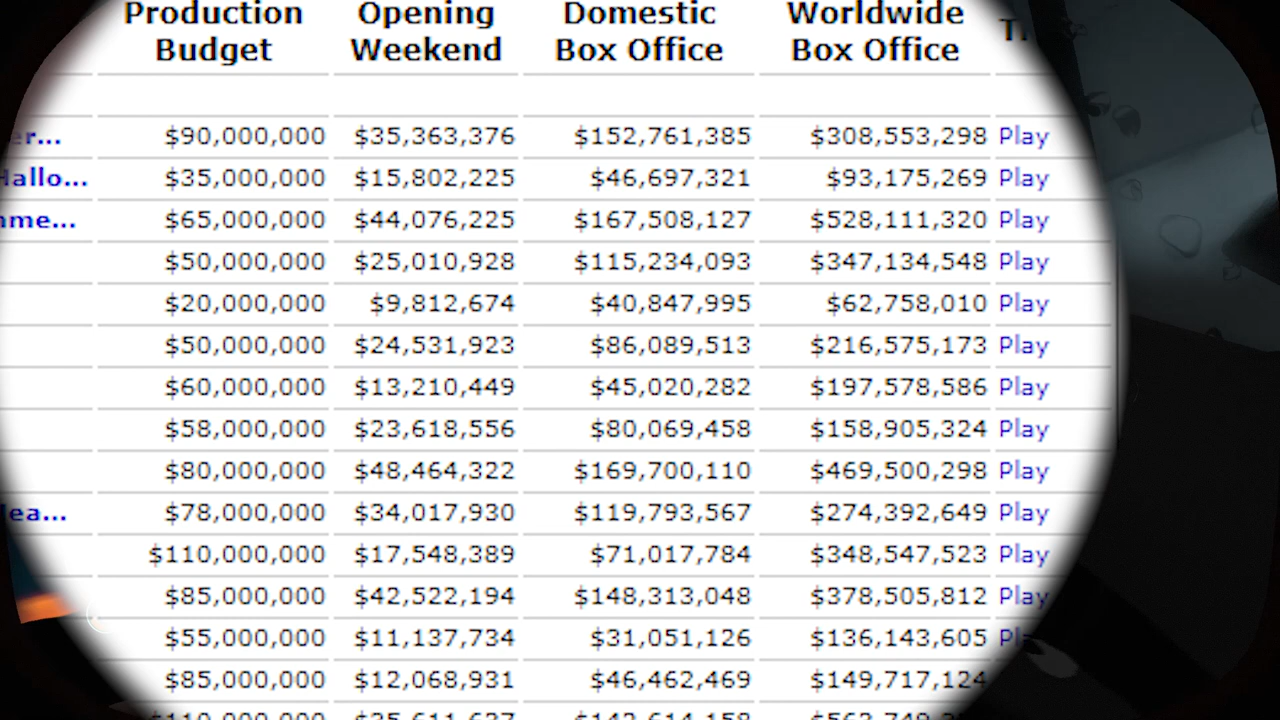 Production Budget Opening Weekend Domestic Box Office Worldwide Box Office
er... $90,000,000 $35,363,376 $152,761,385 $308,553,298 Play
Hallo... $35,000,000 $15,802,225 $46,697,321 $93,175,269 Play
me... $65,000,000 $44,076,225 $167,508,127 $528,111,320 Play
$50,000,000 $25,010,928 $115,234,093 $347,134,548 Play
$20,000,000 $9,812,674 $40,847,995 $62,758,010 Play
$50,000,000 $24,531,923 $86,089,513 $216,575,173 Play
$60,000,000 $13,210,449 $45,020,282 $197,578,586 Play
$58,000,000 $23,618,556 $80,069,458 $158,905,324 Play
$80,000,000 $48,464,322 $169,700,110 $469,500,298 Play
ea... $78,000,000 $34,017,930 $119,793,567 $274,392,649 Play
$110,000,000 $17,548,389 $71,017,784 $348,547,523 Play
$85,000,000 $42,522,194 $148,313,048 $378,505,812 Play
$55,000,000 $11,137,734 $31,051,126 $136,143,605
$85,000,000 $12,068,931 $46,462,469 $149,717,124